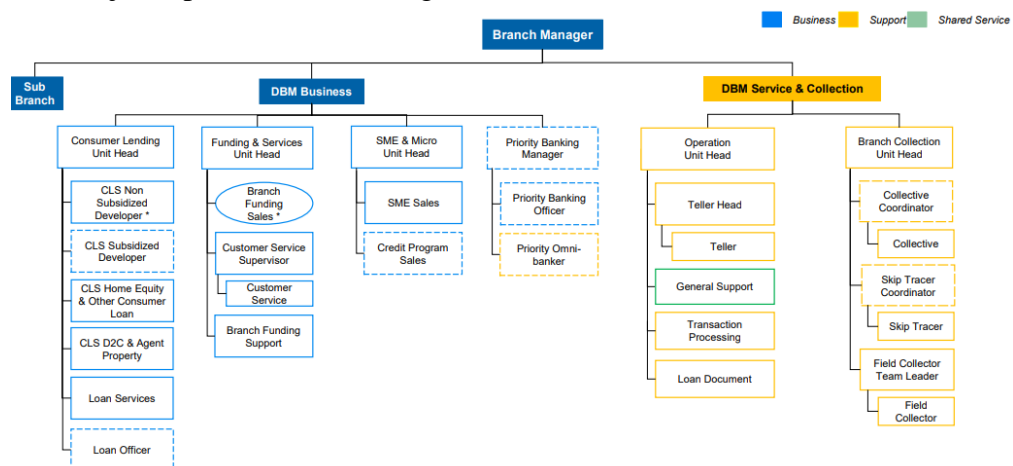 Business
Support
Shared Service
Branch Manager
Sub
Branch
DBM Business
DBM Service & Collection
Consumer Lending
Unit Head
Funding & Services
Unit Head
SME & Micro
Unit Head
Priority Banking
Manager
Operation
Unit Head
Branch Collection
Unit Head
CLS Non
Subsidized
Developer *
CLS Subsidized
Developer
CLS Home Equity
& Other Consumer
Loan
CLS D2C & Agent
Property
Loan Services
Loan Officer
Branch
Funding
Sales *
Customer Service
Supervisor
Customer
Service
Branch Funding
Support
SME Sales
Credit Program
Sales
Priority Banking
Officer
Priority Omni-
banker
Teller Head
Teller
General Support
Transaction
Processing
Loan Document
Collective
Coordinator
Collective
Skip Tracer
Coordinator
Skip Tracer
Field Collector
Team Leader
Field
Collector